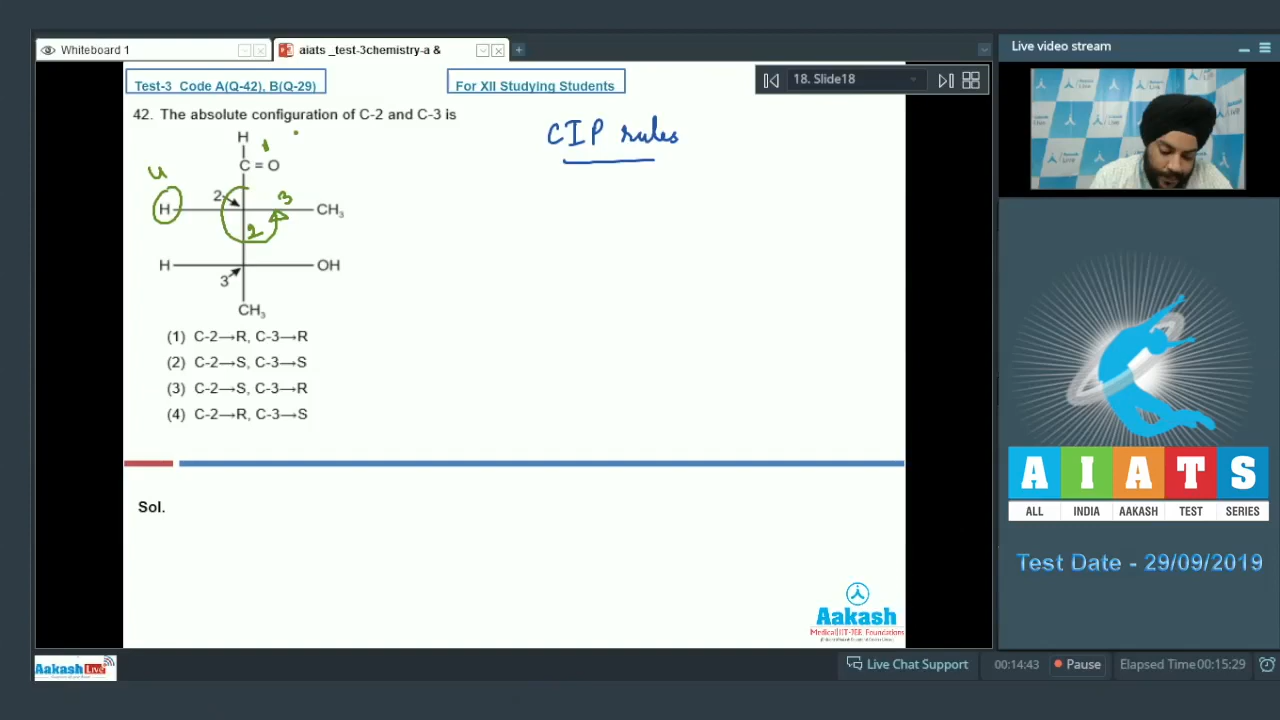 Whiteboard 1
aiats _test-3chemistry-a &
Live video stream
Test-3 Code A(Q-42), B(Q-29)
For XII Studying Students
18. Slide18
42. The absolute configuration of C-2 and C-3 is
CIP rules
H
1
C = O
4
2
3
H
CH3
2
H
OH
3
CH3
(1) C-2→R, C-3→R
(2) C-2→S, C-3→S
(3) C-2→S, C-3→R
(4) C-2→R, C-3→S
Sol.
Aakash
Medical|IIT-JEE|Foundations
A I A T S
ALL INDIA AAKASH TEST SERIES
Test Date - 29/09/2019
Aakash Live
Live Chat Support
00:14:43
Pause
Elapsed Time 00:15:29